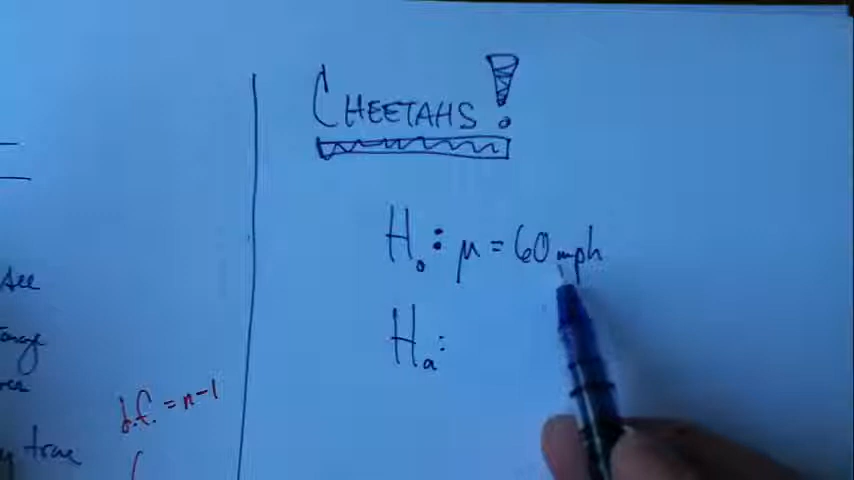 CHEETAHS!
H₀: μ = 60 mph
Hₐ:
d.f. = n-1
true